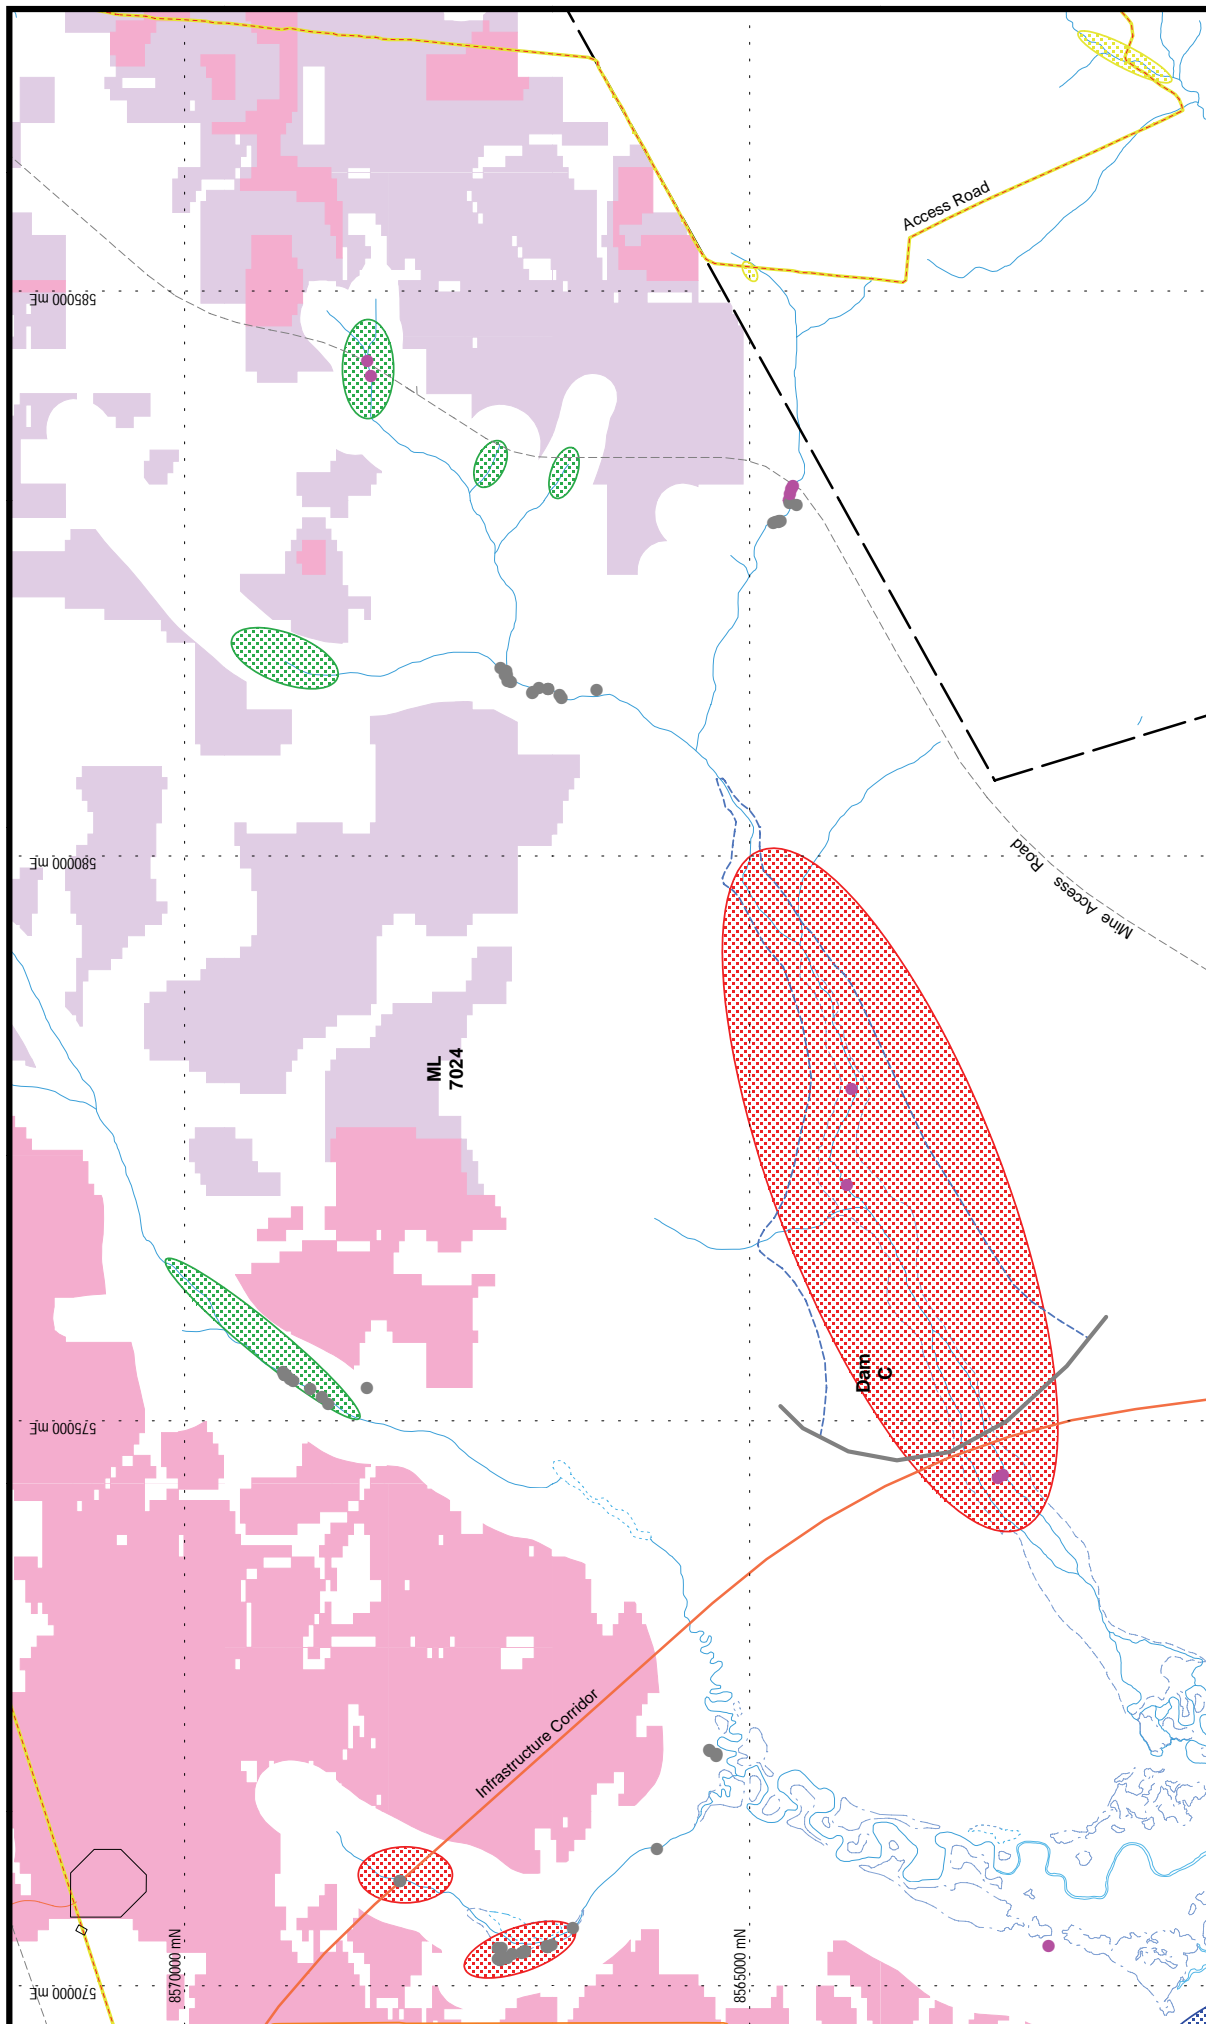 Access Road
585000 mE
580000 mE
Mine Access Road
ML
7024
Dam
C
575000 mE
Infrastructure Corridor
570000 mE
8570000 mN
8565000 mN